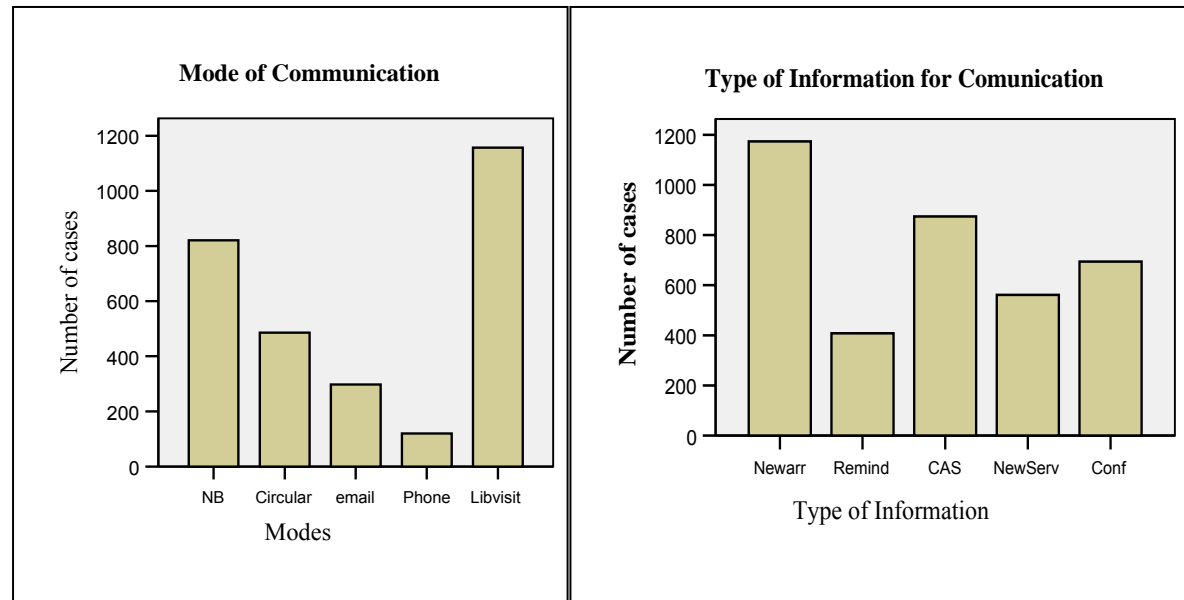 Mode of Communication
Number of cases
1200
1000
800
600
400
200
0
NB Circular email Phone Libvisit
Modes
Type of Information for Comunication
Number of cases
1200
1000
800
600
400
200
0
Newarr Remind CAS NewServ Conf
Type of Information